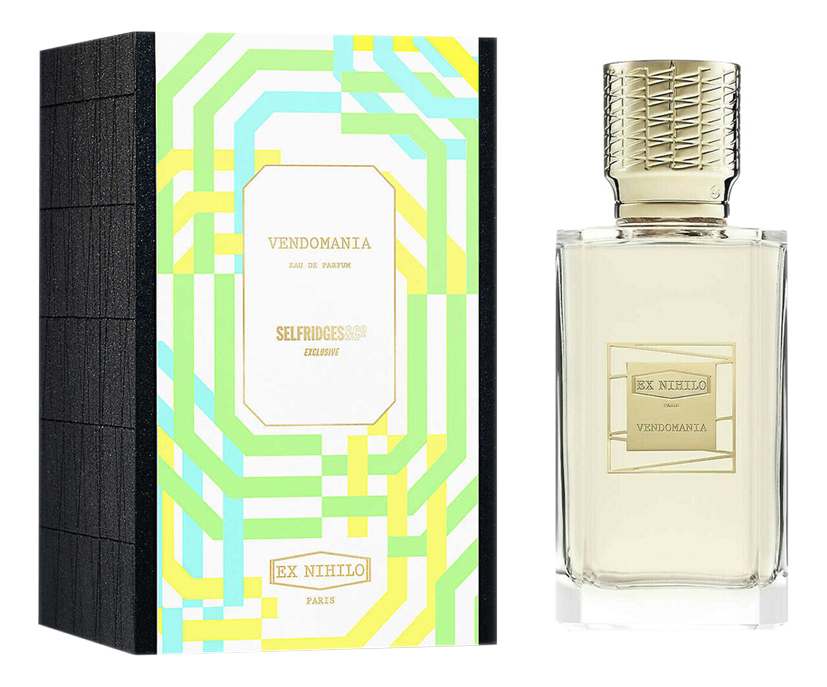 VENDOMANIA
EAU DE PARFUM
SELFRIDGES&Cº
EXCLUSIVE
EX NIHILO
PARIS
EX NIHILO
PARIS
VENDOMANIA